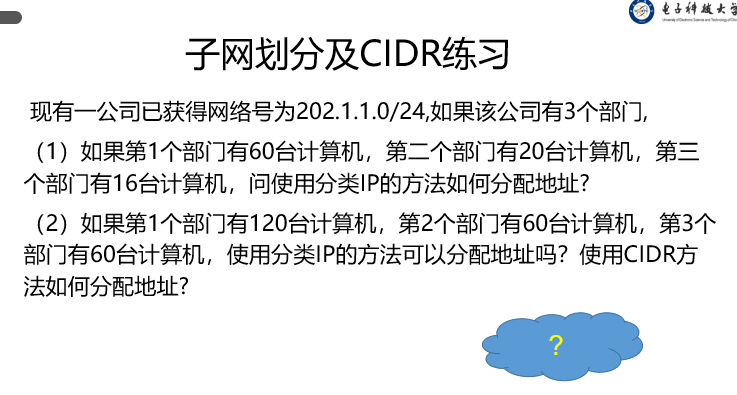 电子科技大学
University of Electronic Science and Technology of China
子网划分及CIDR练习
现有一公司已获得网络号为202.1.1.0/24,如果该公司有3个部门,
（1）如果第1个部门有60台计算机，第二个部门有20台计算机，第三
个部门有16台计算机，问使用分类IP的方法如何分配地址?
（2）如果第1个部门有120台计算机，第2个部门有60台计算机，第3个
部门有60台计算机，使用分类IP的方法可以分配地址吗？使用CIDR方
法如何分配地址?
?